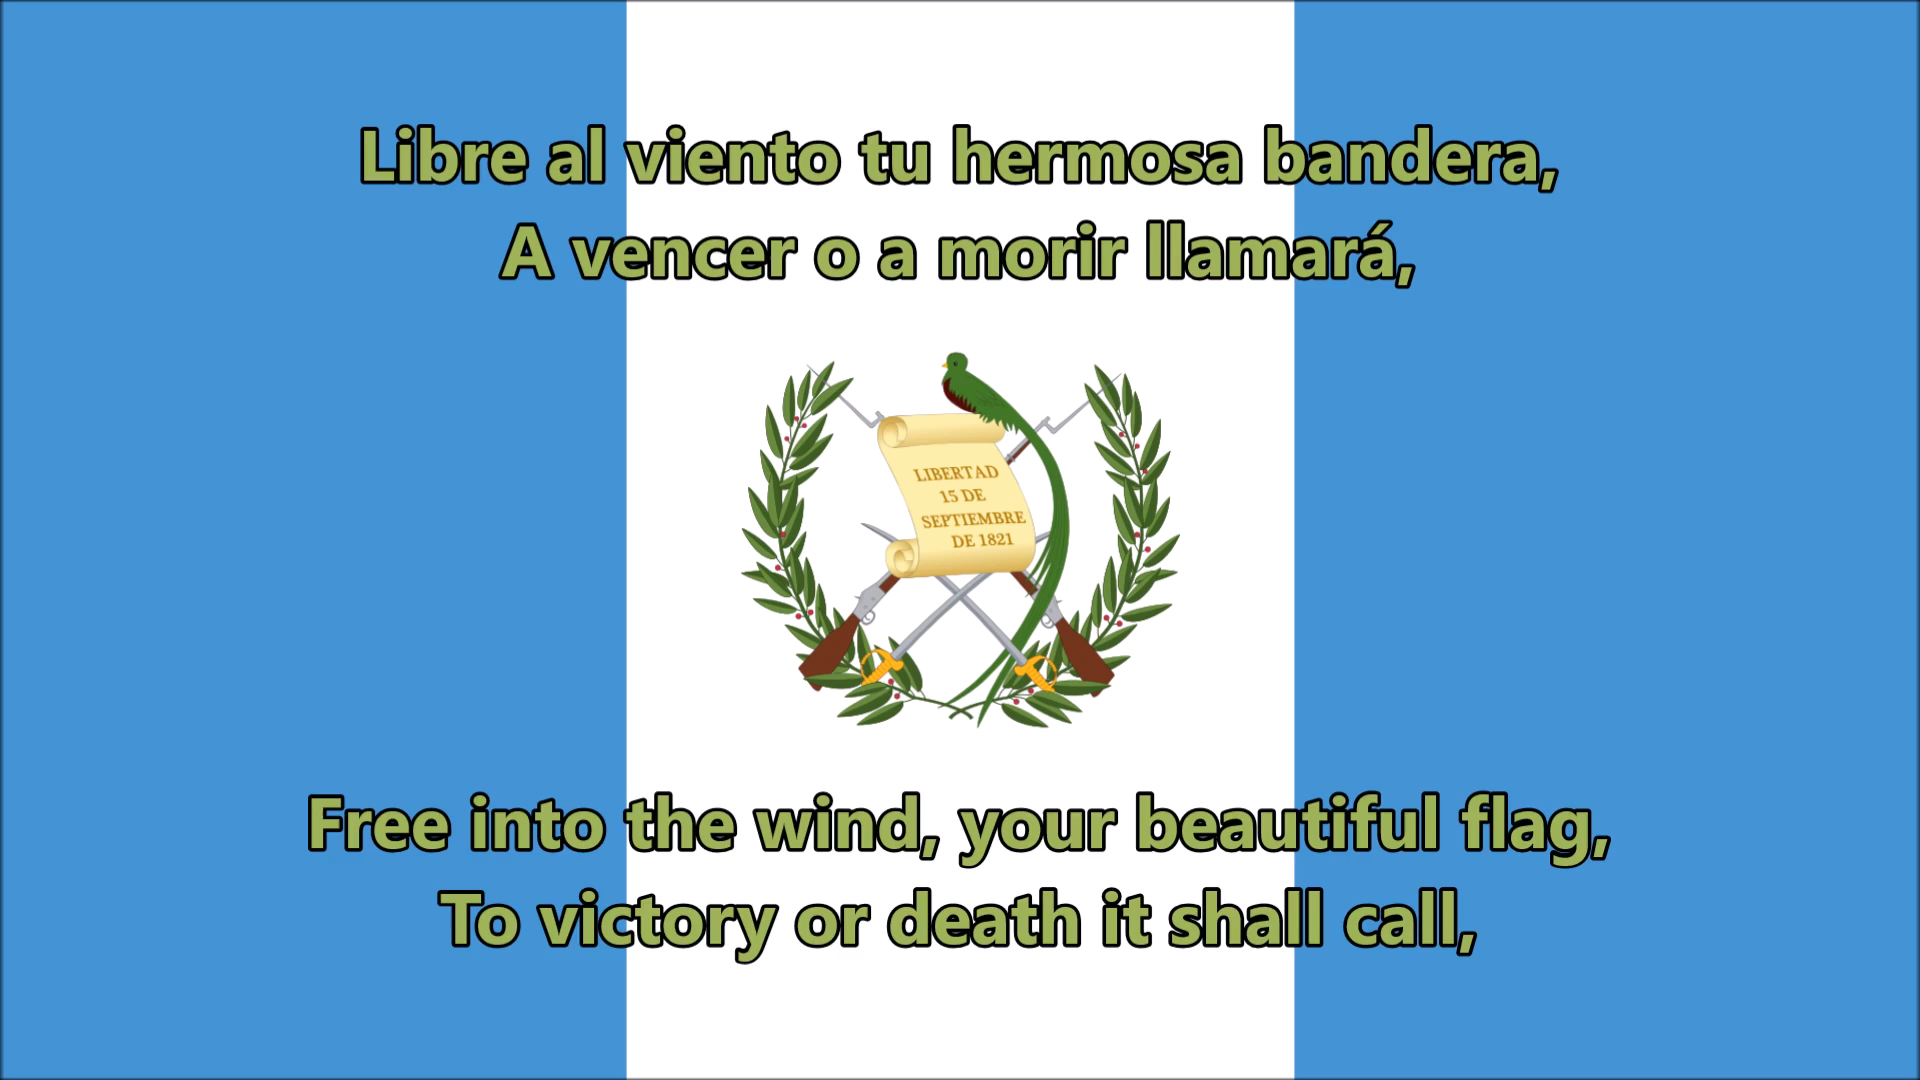 Libre al viento tu hermosa bandera,
A vencer o a morir llamará,
LIBERTAD
15 DE
SEPTIEMBRE
DE 1821
Free into the wind, your beautiful flag,
To victory or death it shall call,